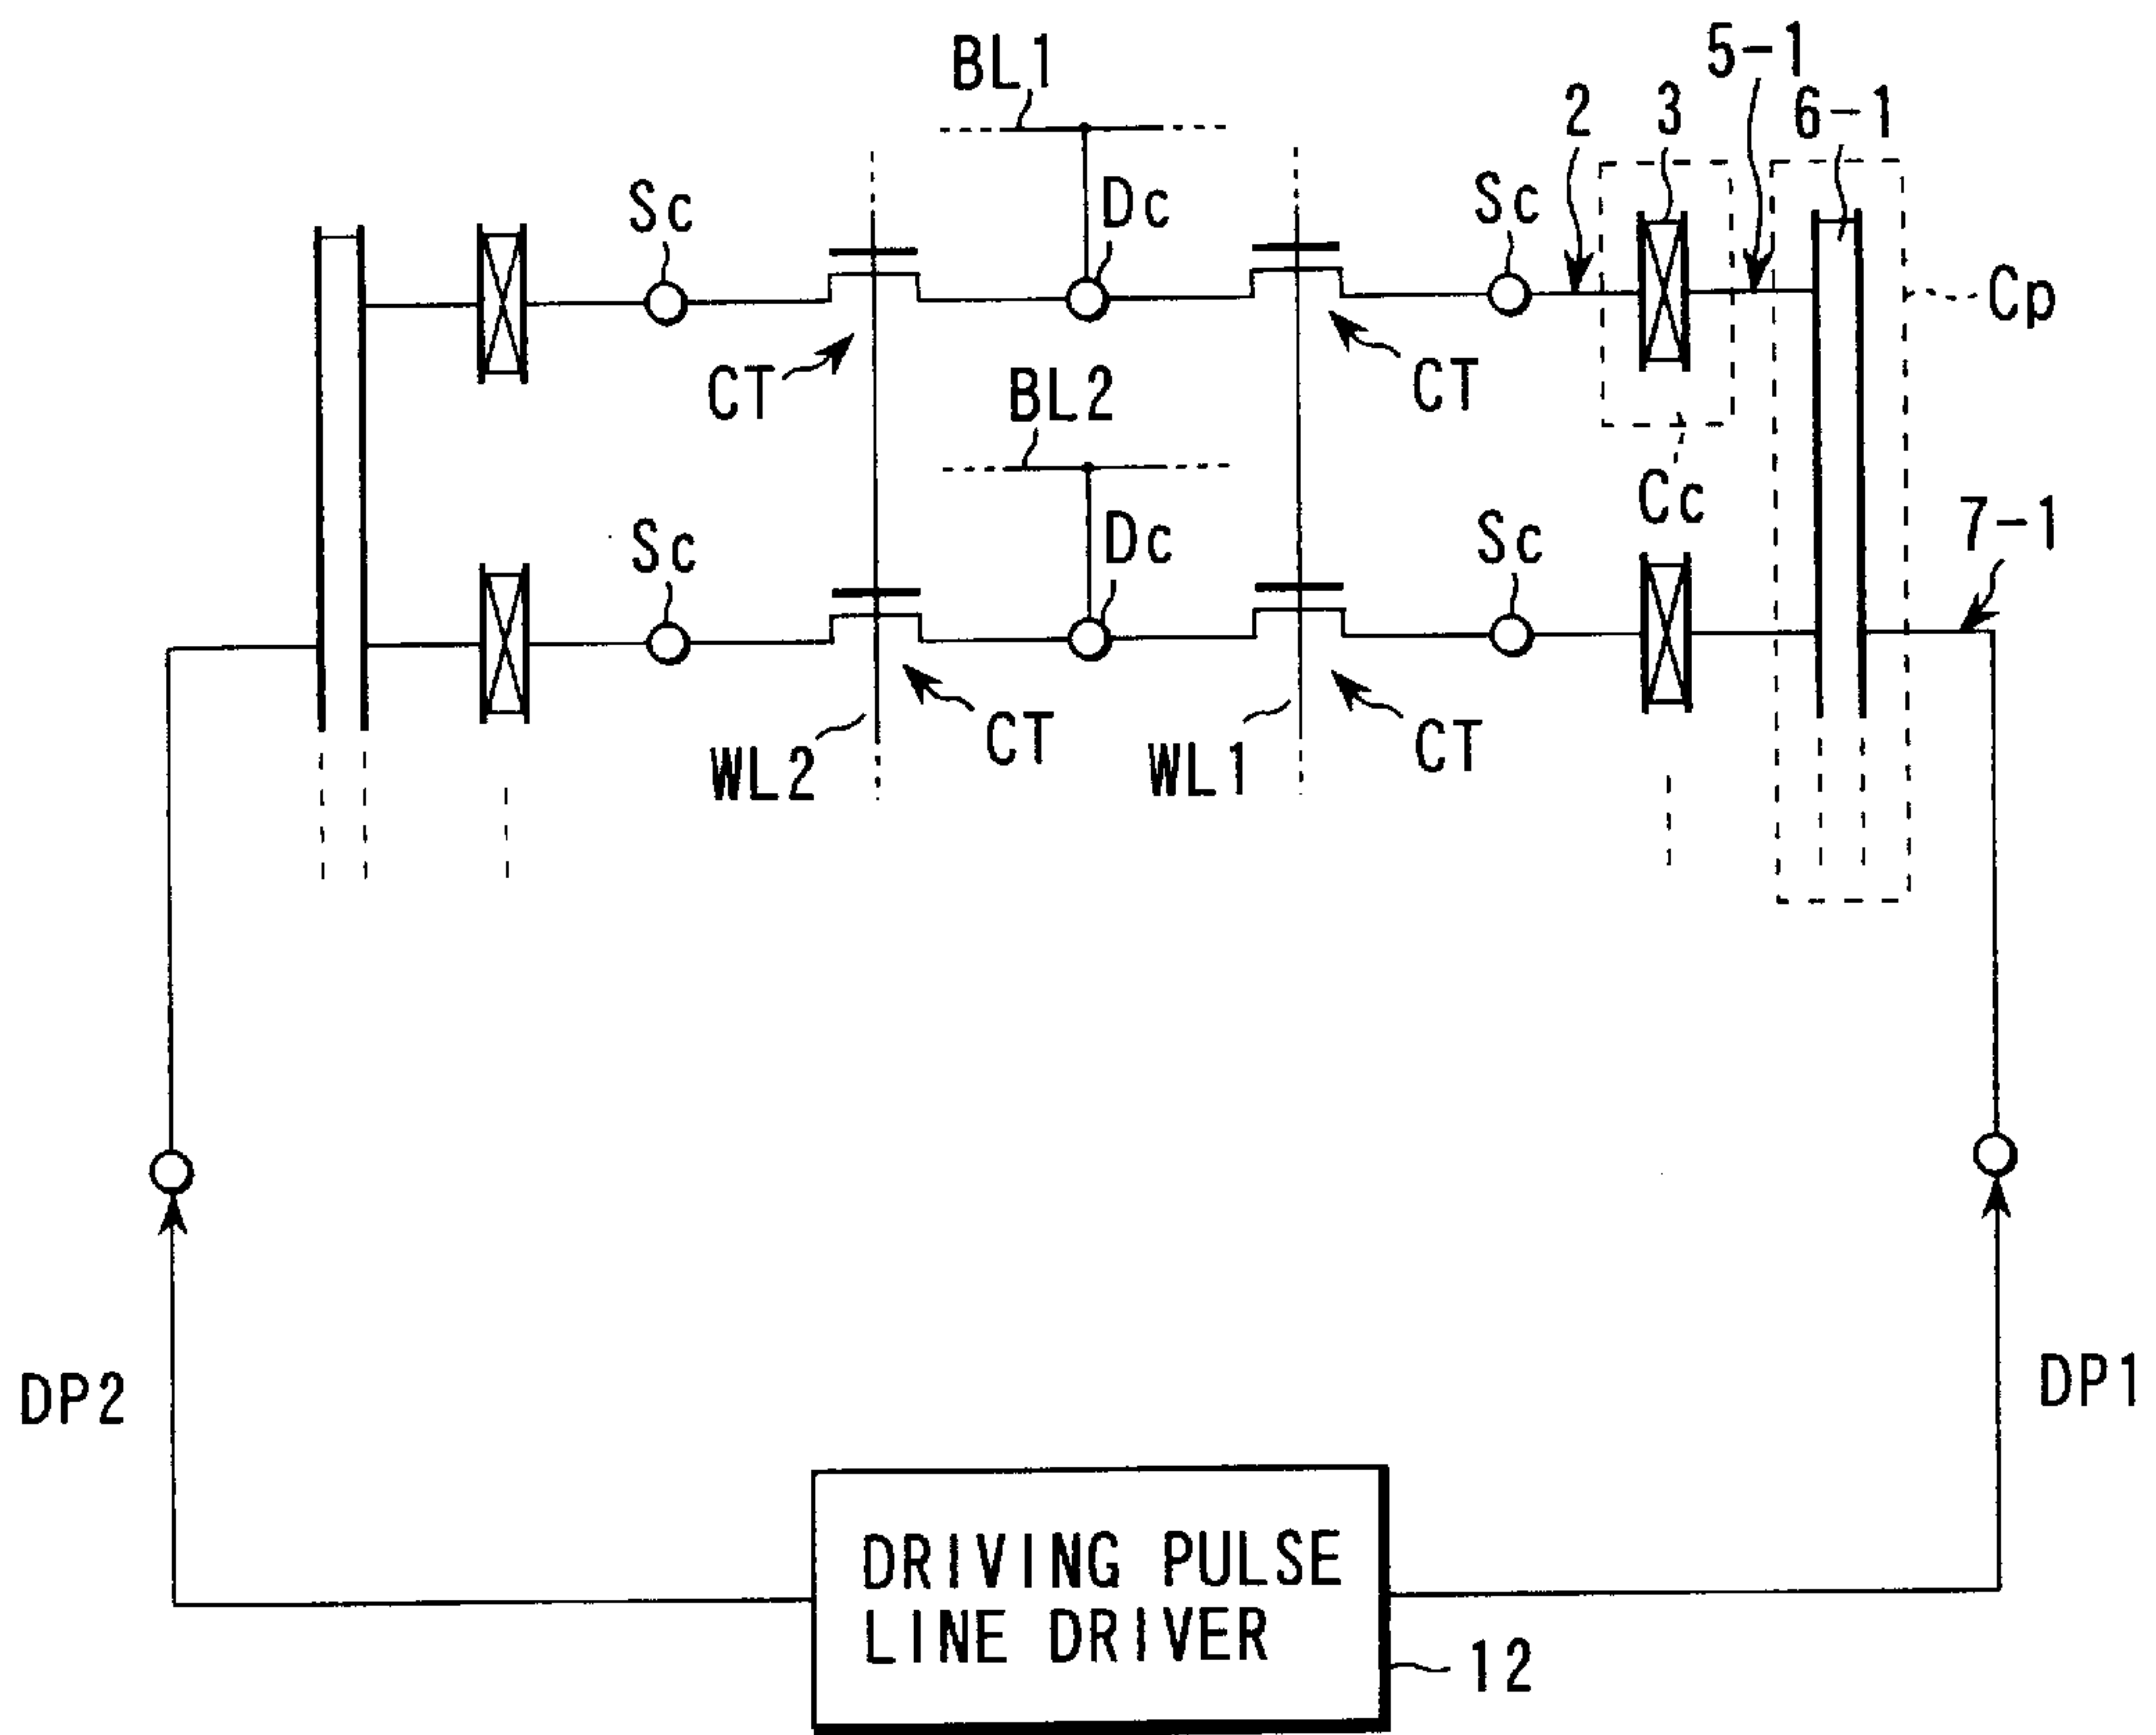 BL1
5-1
2
3
6-1
Sc
Dc
Sc
Cp
CT
BL2
CT
Cc
Sc
Dc
Sc
7-1
WL2
CT
WL1
CT
DP2
DP1
DRIVING PULSE
LINE DRIVER
12